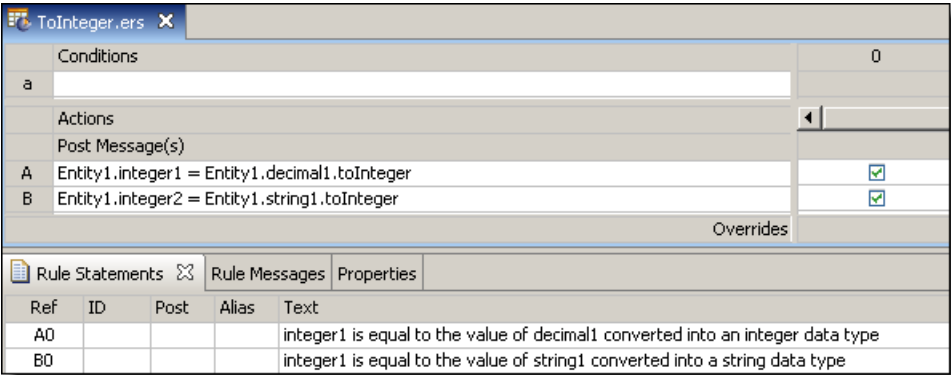 ToInteger.ers
Conditions 0
a
Actions
Post Message(s)
A Entity1.integer1 = Entity1.decimal1.toInteger
B Entity1.integer2 = Entity1.string1.toInteger
Overrides
Rule Statements Rule Messages Properties
Ref ID Post Alias Text
A0 integer1 is equal to the value of decimal1 converted into an integer data type
B0 integer1 is equal to the value of string1 converted into a string data type